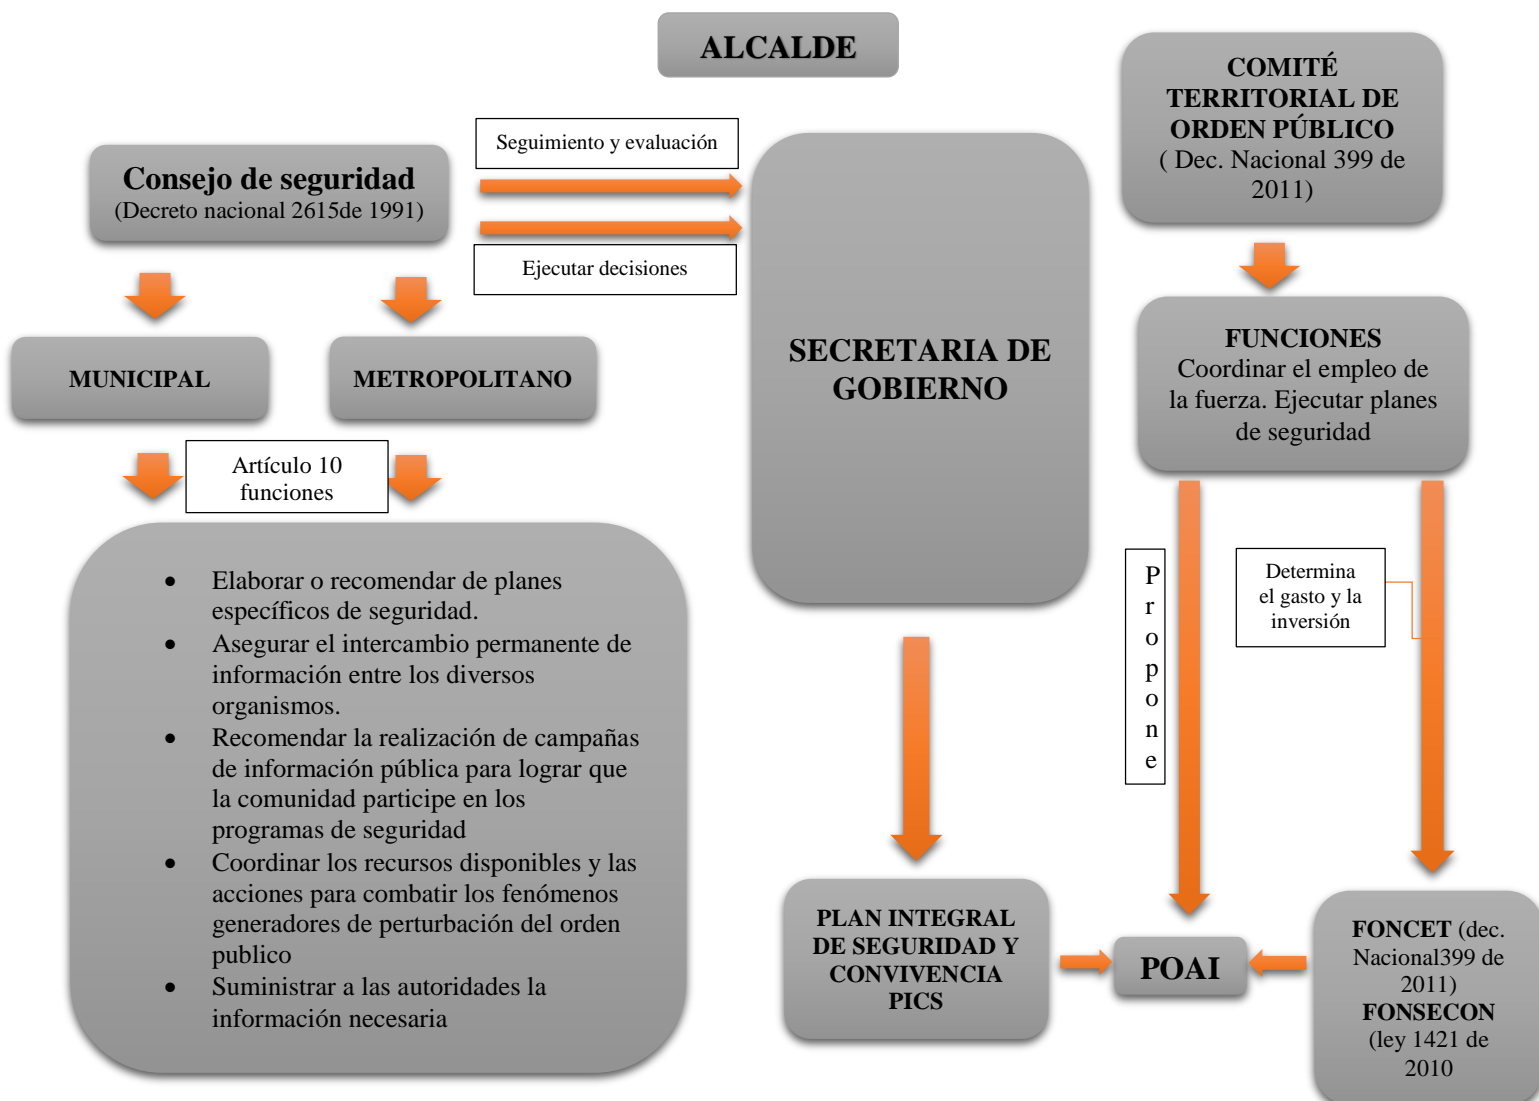 ALCALDE
COMITÉ
TERRITORIAL DE
ORDEN PÚBLICO
( Dec. Nacional 399 de
2011)
Seguimiento y evaluación
Consejo de seguridad
(Decreto nacional 2615de 1991)
Ejecutar decisiones
MUNICIPAL
METROPOLITANO
SECRETARIA DE
GOBIERNO
FUNCIONES
Coordinar el empleo de
la fuerza. Ejecutar planes
de seguridad
Artículo 10
funciones
• Elaborar o recomendar de planes
específicos de seguridad.
• Asegurar el intercambio permanente de
información entre los diversos
organismos.
• Recomendar la realización de campañas
de información pública para lograr que
la comunidad participe en los
programas de seguridad
• Coordinar los recursos disponibles y las
acciones para combatir los fenómenos
generadores de perturbación del orden
publico
• Suministrar a las autoridades la
información necesaria
Propone
Determina
el gasto y la
inversión
PLAN INTEGRAL
DE SEGURIDAD Y
CONVIVENCIA
PICS
POAI
FONCET (dec.
Nacional399 de
2011)
FONSECON
(ley 1421 de
2010